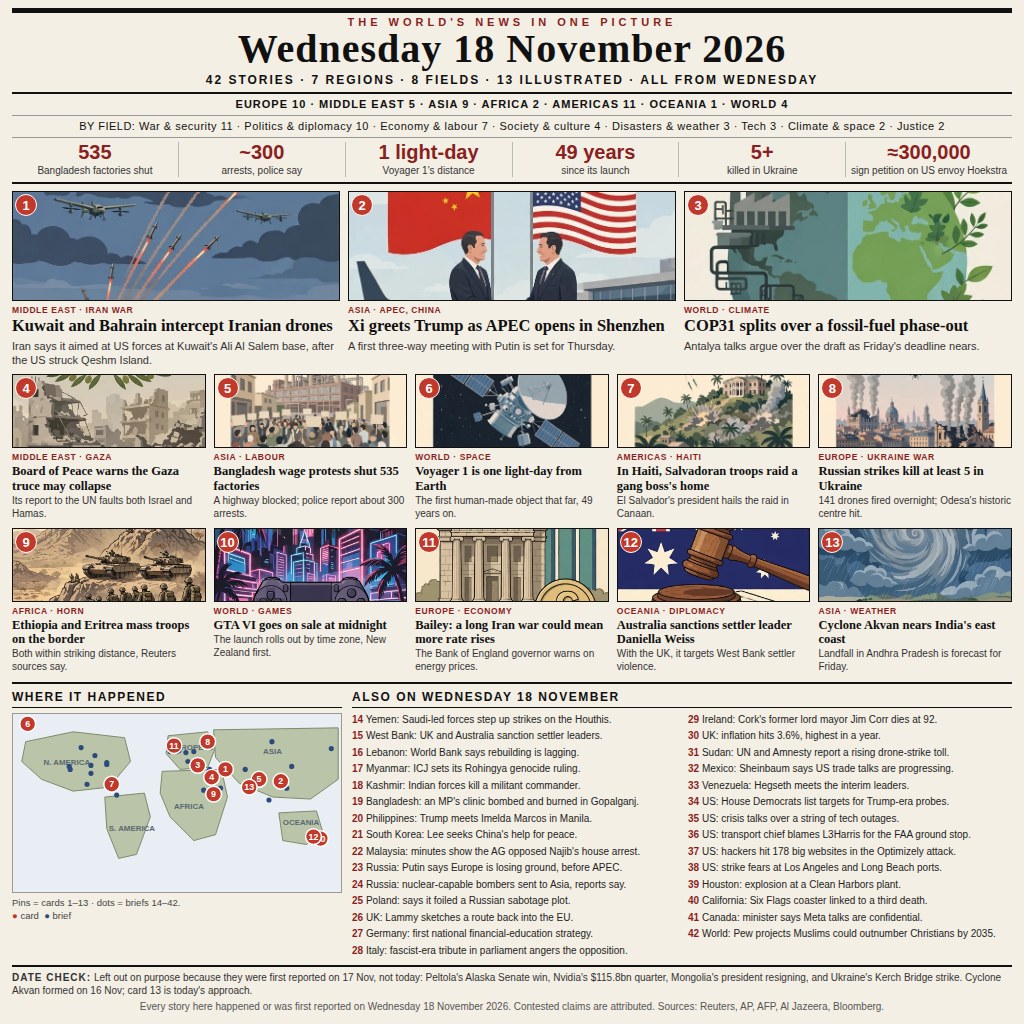 THE WORLD'S NEWS IN ONE PICTURE
Wednesday 18 November 2026
42 STORIES · 7 REGIONS · 8 FIELDS · 13 ILLUSTRATED · ALL FROM WEDNESDAY
EUROPE 10 · MIDDLE EAST 5 · ASIA 9 · AFRICA 2 · AMERICAS 11 · OCEANIA 1 · WORLD 4
BY FIELD: War & security 11 · Politics & diplomacy 10 · Economy & labour 7 · Society & culture 4 · Disasters & weather 3 · Tech 3 · Climate & space 2 · Justice 2
535
Bangladesh factories shut
~300
arrests, police say
1 light-day
Voyager 1's distance
49 years
since its launch
5+
killed in Ukraine
≈300,000
sign petition on US envoy Hoekstra
1
MIDDLE EAST · IRAN WAR
Kuwait and Bahrain intercept Iranian drones
Iran says it aimed at US forces at Kuwait's Ali Al Salem base, after
the US struck Qeshm Island.
2
ASIA · APEC, CHINA
Xi greets Trump as APEC opens in Shenzhen
A first three-way meeting with Putin is set for Thursday.
3
WORLD · CLIMATE
COP31 splits over a fossil-fuel phase-out
Antalya talks argue over the draft as Friday's deadline nears.
4
MIDDLE EAST · GAZA
Board of Peace warns the Gaza
truce may collapse
Its report to the UN faults both Israel and
Hamas.
5
ASIA · LABOUR
Bangladesh wage protests shut 535
factories
A highway blocked; police report about 300
arrests.
6
WORLD · SPACE
Voyager 1 is one light-day from
Earth
The first human-made object that far, 49
years on.
7
AMERICAS · HAITI
In Haiti, Salvadoran troops raid a
gang boss's home
El Salvador's president hails the raid in
Canaan.
8
EUROPE · UKRAINE WAR
Russian strikes kill at least 5 in
Ukraine
141 drones fired overnight; Odesa's historic
centre hit.
9
AFRICA · HORN
Ethiopia and Eritrea mass troops
on the border
Both within striking distance, Reuters
sources say.
10
WORLD · GAMES
GTA VI goes on sale at midnight
The launch rolls out by time zone, New
Zealand first.
11
EUROPE · ECONOMY
Bailey: a long Iran war could mean
more rate rises
The Bank of England governor warns on
energy prices.
12
OCEANIA · DIPLOMACY
Australia sanctions settler leader
Daniella Weiss
With the UK, it targets West Bank settler
violence.
13
ASIA · WEATHER
Cyclone Akvan nears India's east
coast
Landfall in Andhra Pradesh is forecast for
Friday.
WHERE IT HAPPENED
6
11
8
ASIA
N. AMERICA
3
1
4
5
2
7
13
9
AFRICA
S. AMERICA
OCEANIA
12
Pins = cards 1–13 · dots = briefs 14–42.
● card ● brief
ALSO ON WEDNESDAY 18 NOVEMBER
14 Yemen: Saudi-led forces step up strikes on the Houthis.
15 West Bank: UK and Australia sanction settler leaders.
16 Lebanon: World Bank says rebuilding is lagging.
17 Myanmar: ICJ sets its Rohingya genocide ruling.
18 Kashmir: Indian forces kill a militant commander.
19 Bangladesh: an MP's clinic bombed and burned in Gopalganj.
20 Philippines: Trump meets Imelda Marcos in Manila.
21 South Korea: Lee seeks China's help for peace.
22 Malaysia: minutes show the AG opposed Najib's house arrest.
23 Russia: Putin says Europe is losing ground, before APEC.
24 Russia: nuclear-capable bombers sent to Asia, reports say.
25 Poland: says it foiled a Russian sabotage plot.
26 UK: Lammy sketches a route back into the EU.
27 Germany: first national financial-education strategy.
28 Italy: fascist-era tribute in parliament angers the opposition.
29 Ireland: Cork's former lord mayor Jim Corr dies at 92.
30 UK: inflation hits 3.6%, highest in a year.
31 Sudan: UN and Amnesty report a rising drone-strike toll.
32 Mexico: Sheinbaum says US trade talks are progressing.
33 Venezuela: Hegseth meets the interim leaders.
34 US: House Democrats list targets for Trump-era probes.
35 US: crisis talks over a string of tech outages.
36 US: transport chief blames L3Harris for the FAA ground stop.
37 US: hackers hit 178 big websites in the Optimizely attack.
38 US: strike fears at Los Angeles and Long Beach ports.
39 Houston: explosion at a Clean Harbors plant.
40 California: Six Flags coaster linked to a third death.
41 Canada: minister says Meta talks are confidential.
42 World: Pew projects Muslims could outnumber Christians by 2035.
DATE CHECK: Left out on purpose because they were first reported on 17 Nov, not today: Peltola's Alaska Senate win, Nvidia's $115.8bn quarter, Mongolia's president resigning, and Ukraine's Kerch Bridge strike. Cyclone
Akvan formed on 16 Nov; card 13 is today's approach.
Every story here happened or was first reported on Wednesday 18 November 2026. Contested claims are attributed. Sources: Reuters, AP, AFP, Al Jazeera, Bloomberg.